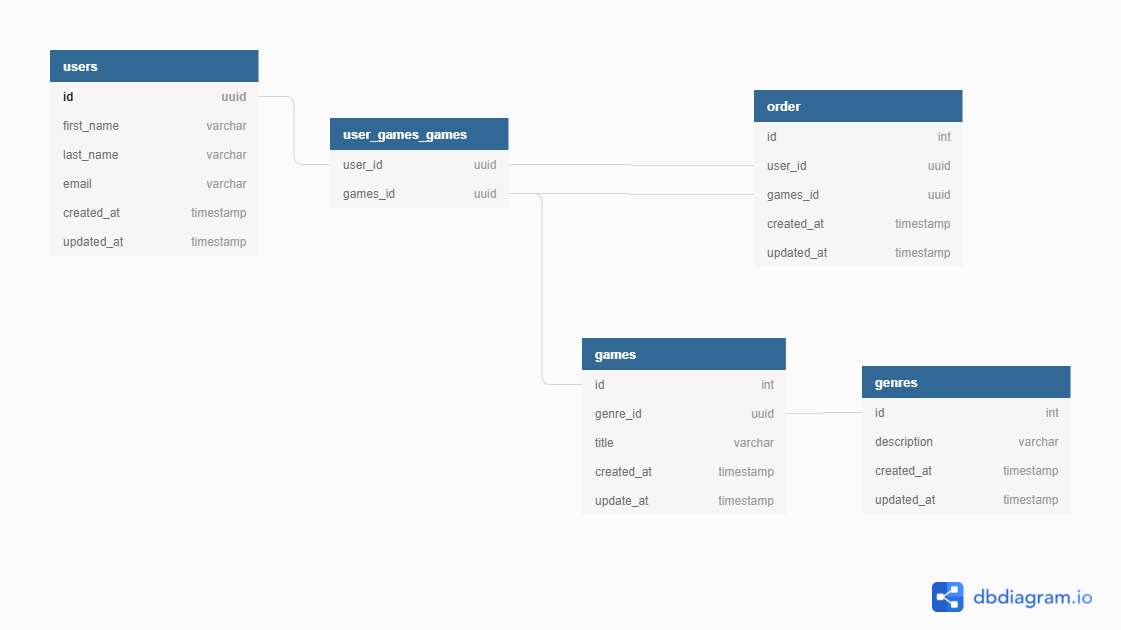 users
id uuid
first_name varchar
last_name varchar
email varchar
created_at timestamp
updated_at timestamp
user_games_games
user_id uuid
games_id uuid
order
id int
user_id uuid
games_id uuid
created_at timestamp
updated_at timestamp
games
id int
genre_id uuid
title varchar
created_at timestamp
update_at timestamp
genres
id int
description varchar
created_at timestamp
updated_at timestamp
dbdiagram.io